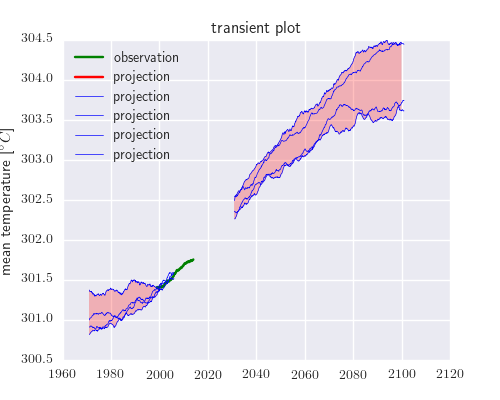 transient plot
304.5
304.0
303.5
303.0
302.5
302.0
301.5
301.0
300.5
mean temperature [°C]
observation
projection
projection
projection
projection
projection
1960 1980 2000 2020 2040 2060 2080 2100 2120